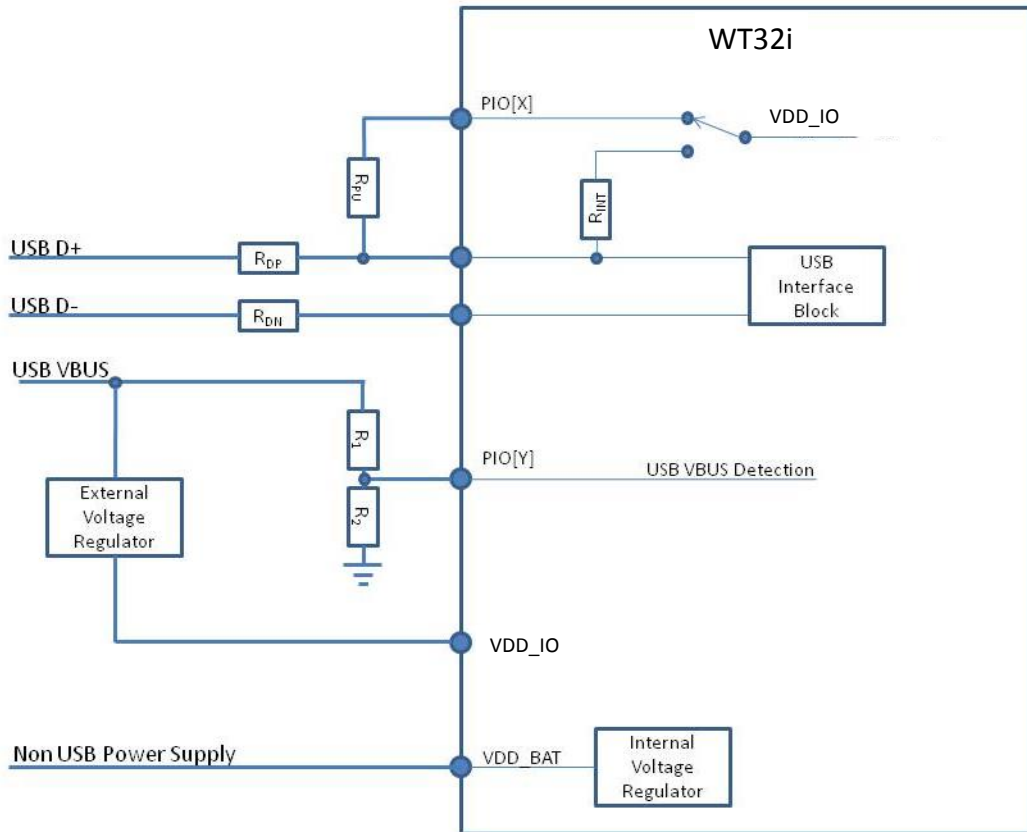 WT32i
PIO[X]
VDD_IO
RPU
RINT
USB D+
RDP
USB
Interface
Block
USB D-
RDN
USB VBUS
R1
PIO[Y]
USB VBUS Detection
External
Voltage
Regulator
R2
VDD_IO
Non USB Power Supply
VDD_BAT
Internal
Voltage
Regulator